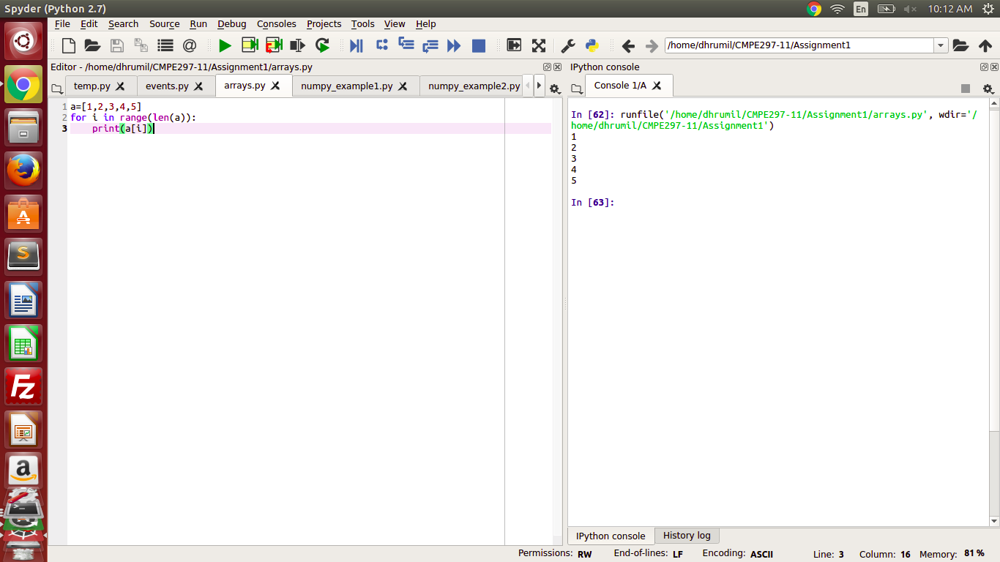 Spyder (Python 2.7)
En
10:12 AM
File Edit Search Source Run Debug Consoles Projects Tools View Help
@
/home/dhrumil/CMPE297-11/Assignment1
Editor - /home/dhrumil/CMPE297-11/Assignment1/arrays.py
temp.py events.py arrays.py numpy_example1.py numpy_example2.py
1 a=[1,2,3,4,5]
2 for i in range(len(a)):
3     print(a[i])
IPython console
Console 1/A
In [62]: runfile('/home/dhrumil/CMPE297-11/Assignment1/arrays.py', wdir='/
home/dhrumil/CMPE297-11/Assignment1')
1
2
3
4
5
In [63]:
IPython console History log
Permissions: RW End-of-lines: LF Encoding: ASCII Line: 3 Column: 16 Memory: 81 %
A
S
Fz
a